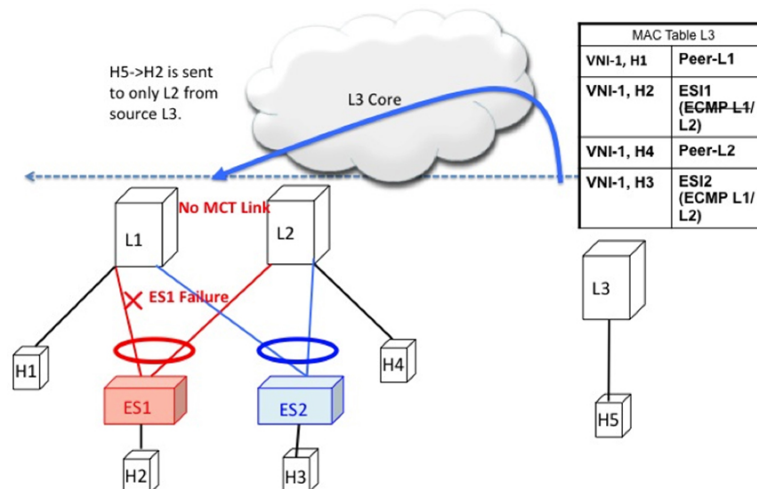 H5->H2 is sent
to only L2 from
source L3.
L3 Core
MAC Table L3
VNI-1, H1 Peer-L1
VNI-1, H2 ESI1
(ECMP L1/
L2)
VNI-1, H4 Peer-L2
VNI-1, H3 ESI2
(ECMP L1/
L2)
No MCT Link
L1
L2
ES1 Failure
L3
H1
H4
ES1
ES2
H5
H2
H3